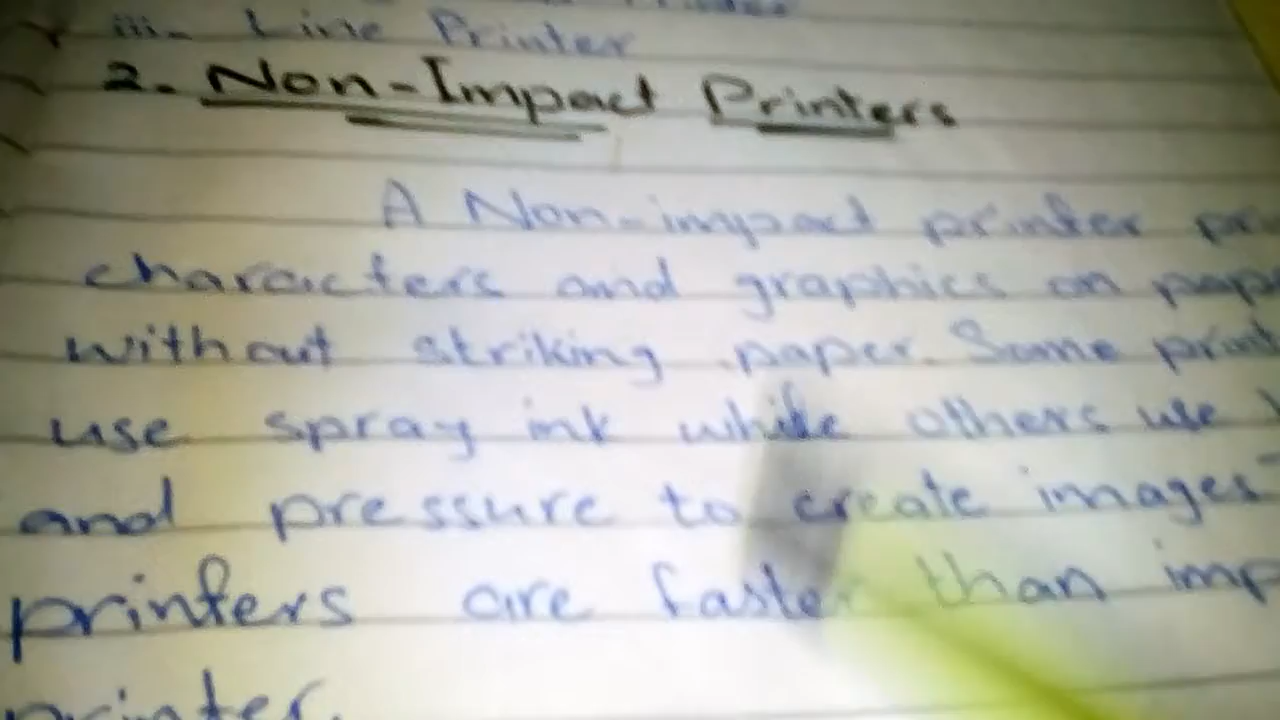 iii- Line Printer
2. Non-Impact Printers
A Non-impact printer
characters and graphics on
without striking paper. Some
use spray ink while others use
and pressure to create images
printers are faster than
printer.